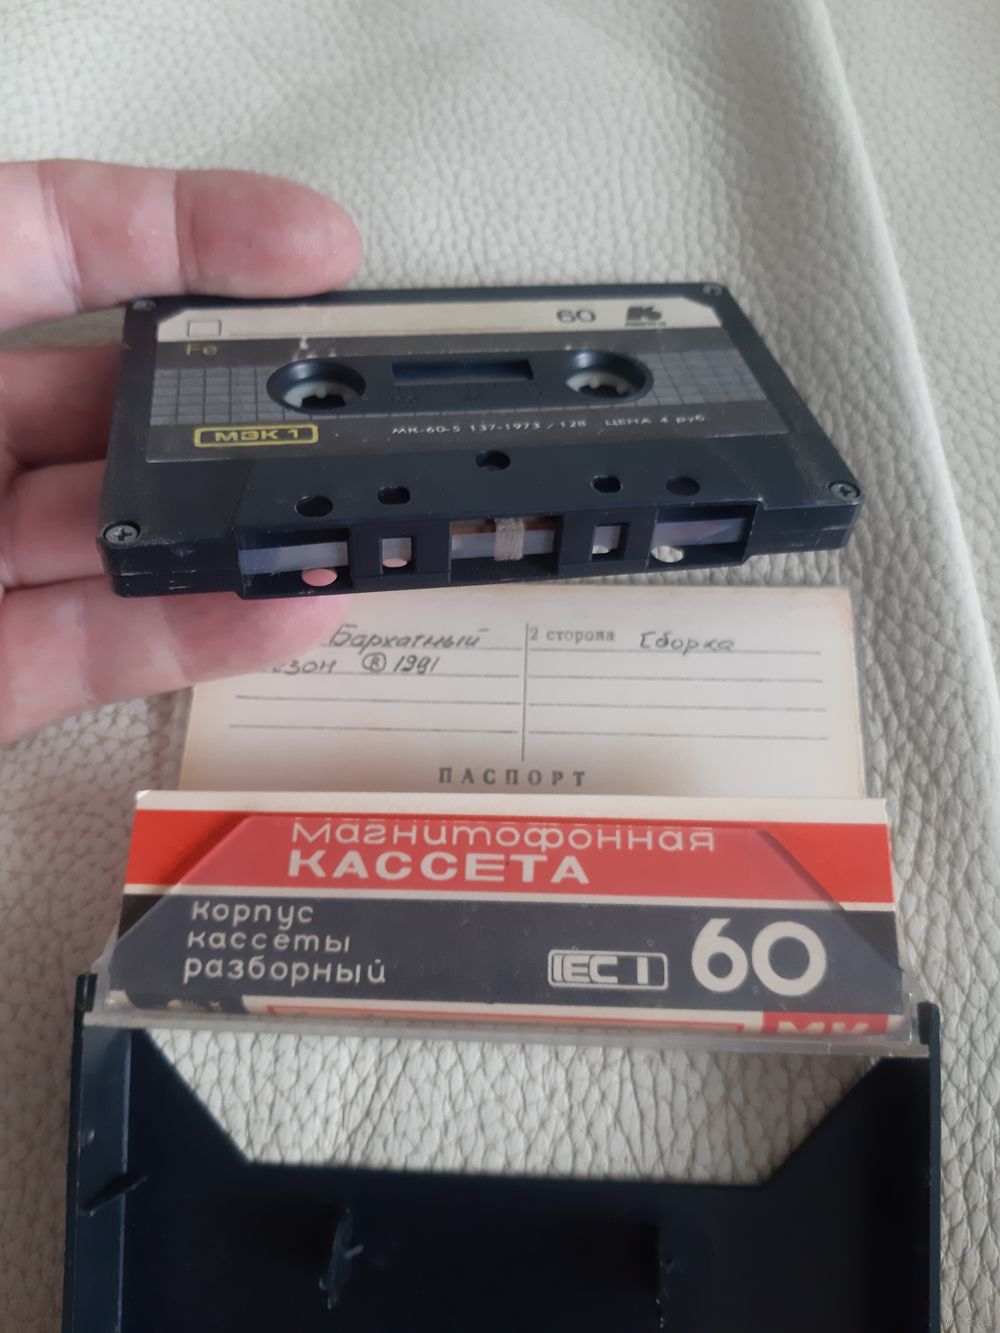 60
Fe
МЭК 1
МК-60-5 137-1973 / 128 ЦЕНА 4 руб
Бархатный
зон ® 1991
2 сторона Сборка
ПАСПОРТ
Магнитофонная
КАССЕТА
Корпус
кассеты
разборный
IEC I
60
МК